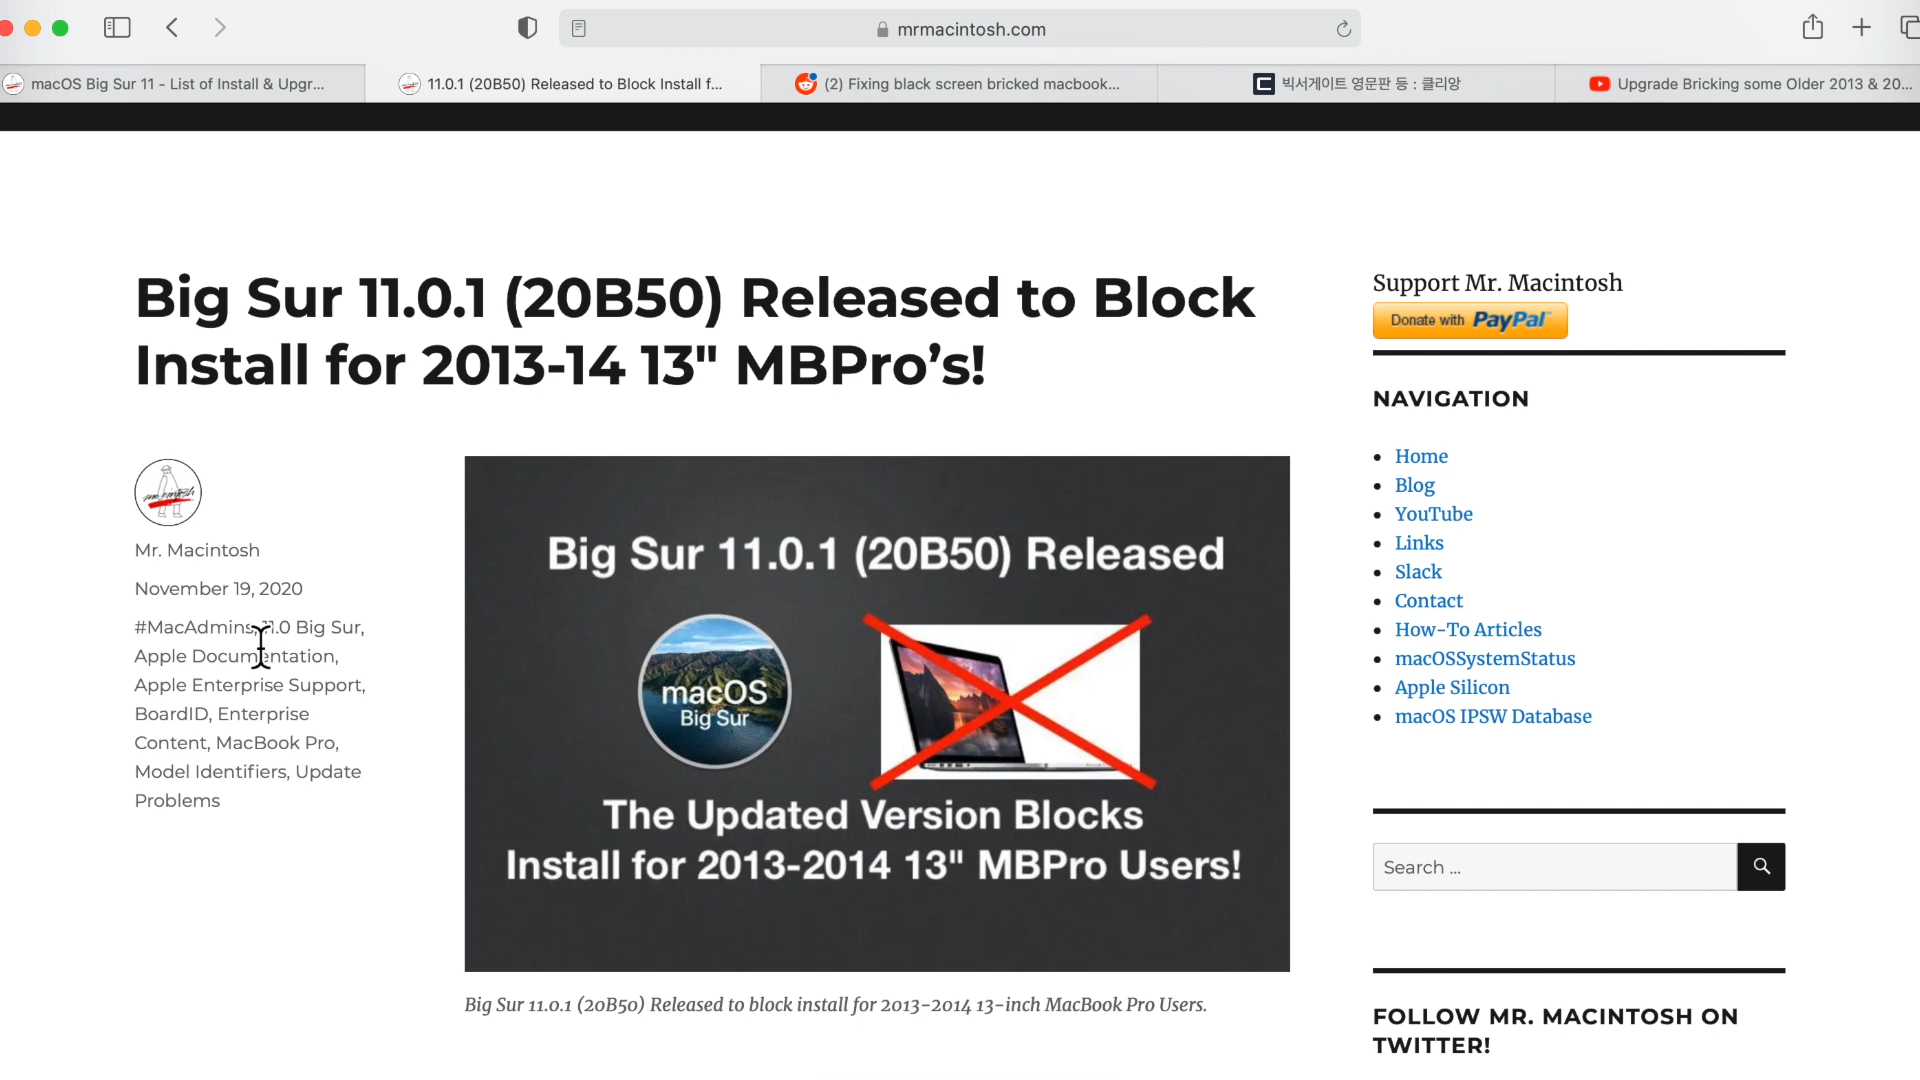 mrmacintosh.com
macOS Big Sur 11 - List of Install & Upgr...
11.0.1 (20B50) Released to Block Install f...
(2) Fixing black screen bricked macbook...
빅서게이트 영문판 등 : 클리앙
Upgrade Bricking some Older 2013 & 20...
Big Sur 11.0.1 (20B50) Released to Block
Install for 2013-14 13" MBPro's!
Mr. Macintosh
November 19, 2020
#MacAdmins, 11.0 Big Sur,
Apple Documentation,
Apple Enterprise Support,
BoardID, Enterprise
Content, MacBook Pro,
Model Identifiers, Update
Problems
Big Sur 11.0.1 (20B50) Released
macOS
Big Sur
The Updated Version Blocks
Install for 2013-2014 13" MBPro Users!
Big Sur 11.0.1 (20B50) Released to block install for 2013-2014 13-inch MacBook Pro Users.
Support Mr. Macintosh
Donate with PayPal
NAVIGATION
Home
Blog
YouTube
Links
Slack
Contact
How-To Articles
macOSSystemStatus
Apple Silicon
macOS IPSW Database
Search ...
FOLLOW MR. MACINTOSH ON
TWITTER!